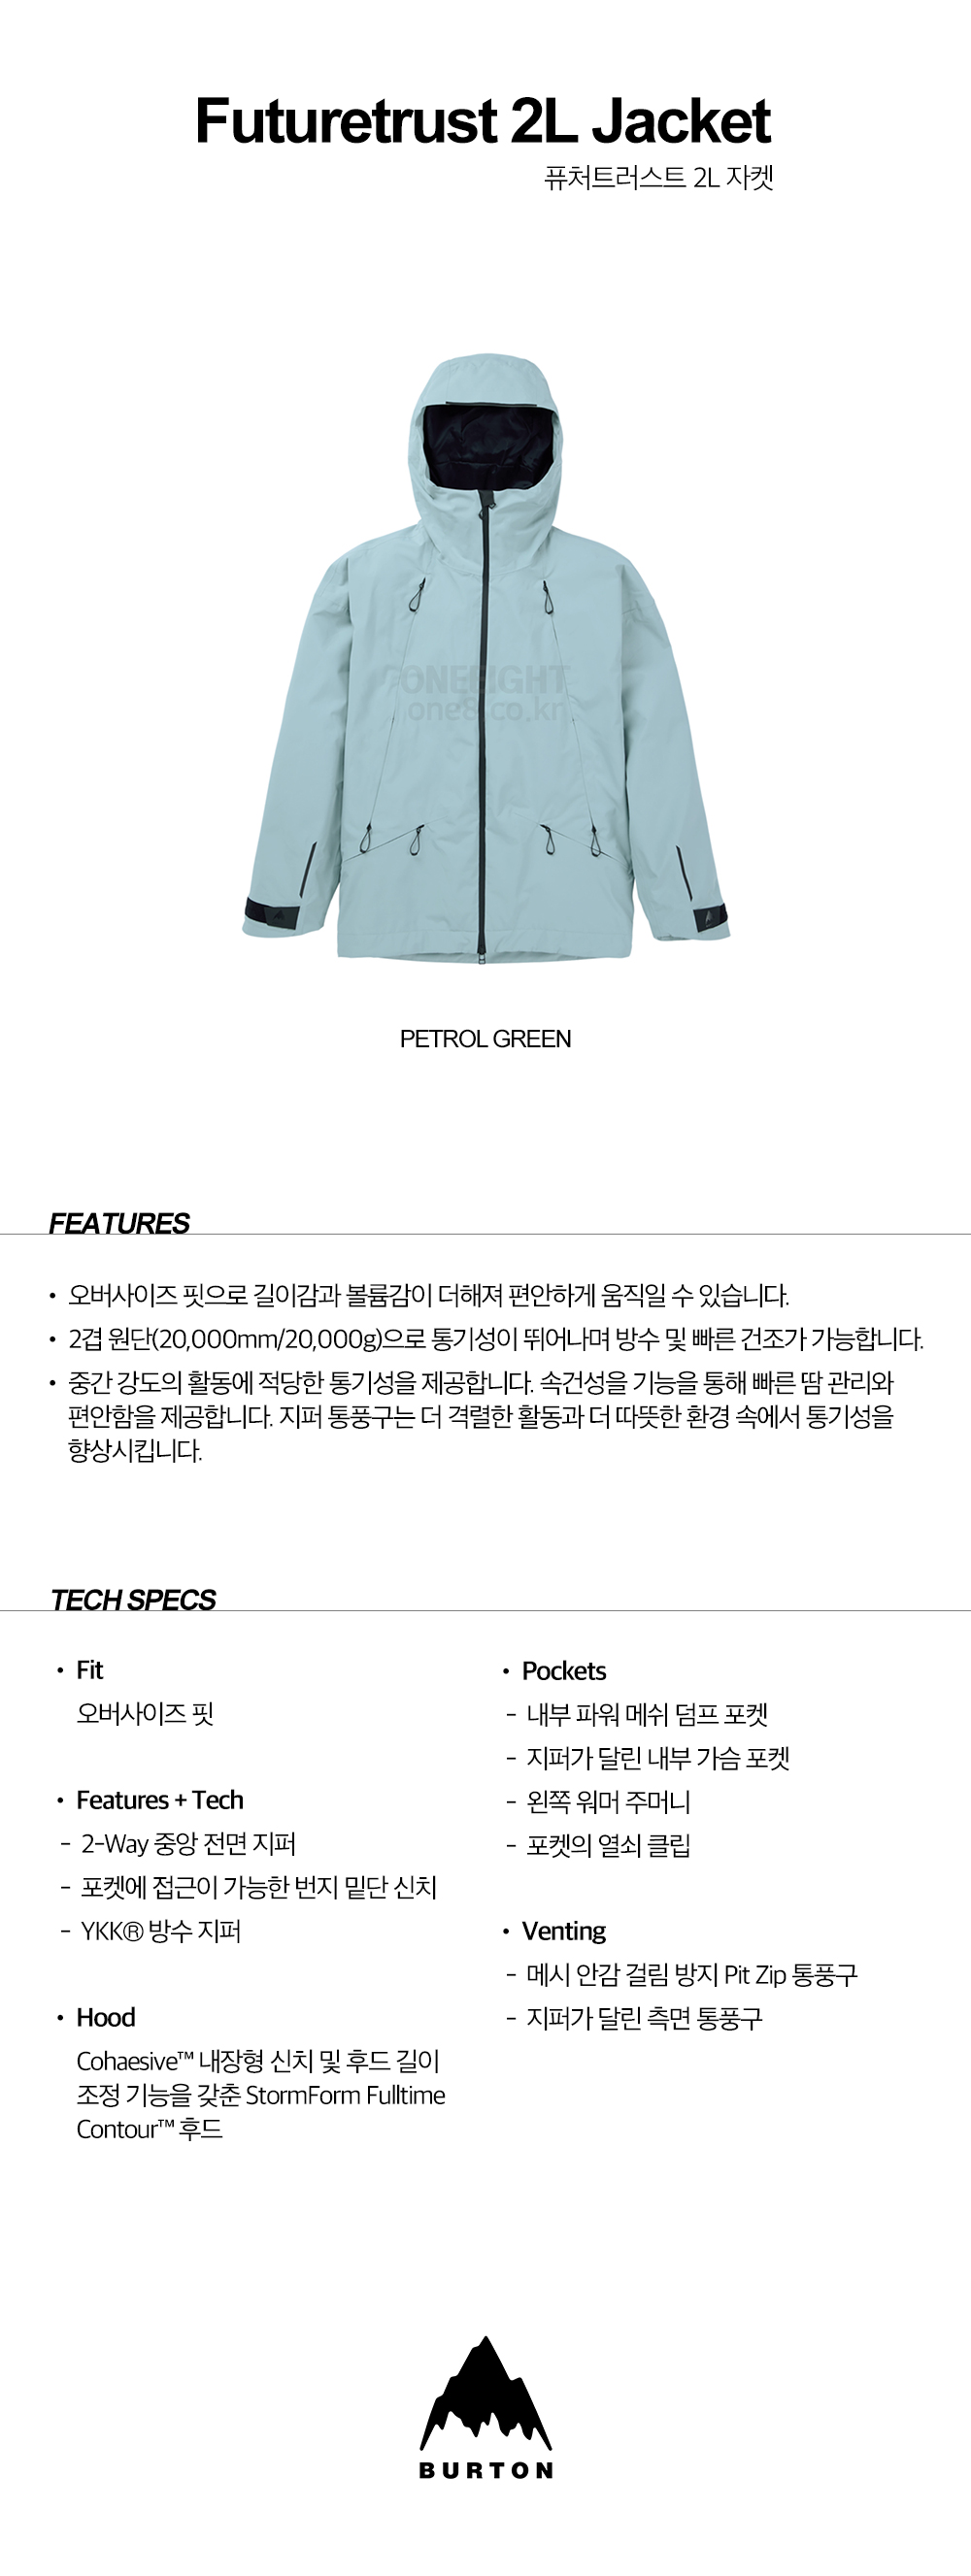 Futuretrust 2L Jacket
퓨처트러스트 2L 자켓
ONEEIGHT
one8.co.kr
PETROL GREEN
FEATURES
• 오버사이즈 핏으로 길이감과 볼륨감이 더해져 편안하게 움직일 수 있습니다.
• 2겹 원단(20,000mm/20,000g)으로 통기성이 뛰어나며 방수 및 빠른 건조가 가능합니다.
• 중간 강도의 활동에 적당한 통기성을 제공합니다. 속건성을 기능을 통해 빠른 땀 관리와
편안함을 제공합니다. 지퍼 통풍구는 더 격렬한 활동과 더 따뜻한 환경 속에서 통기성을
향상시킵니다.
TECH SPECS
• Fit
오버사이즈 핏
• Features + Tech
- 2-Way 중앙 전면 지퍼
- 포켓에 접근이 가능한 번지 밑단 신치
- YKK® 방수 지퍼
• Hood
Cohaesive™ 내장형 신치 및 후드 길이
조정 기능을 갖춘 StormForm Fulltime
Contour™ 후드
• Pockets
- 내부 파워 메쉬 덤프 포켓
- 지퍼가 달린 내부 가슴 포켓
- 왼쪽 워머 주머니
- 포켓의 열쇠 클립
• Venting
- 메시 안감 걸림 방지 Pit Zip 통풍구
- 지퍼가 달린 측면 통풍구
BURTON